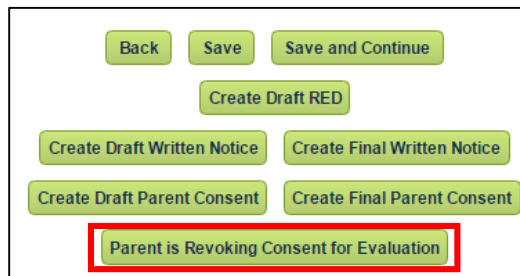 Back Save Save and Continue
Create Draft RED
Create Draft Written Notice Create Final Written Notice
Create Draft Parent Consent Create Final Parent Consent
Parent is Revoking Consent for Evaluation